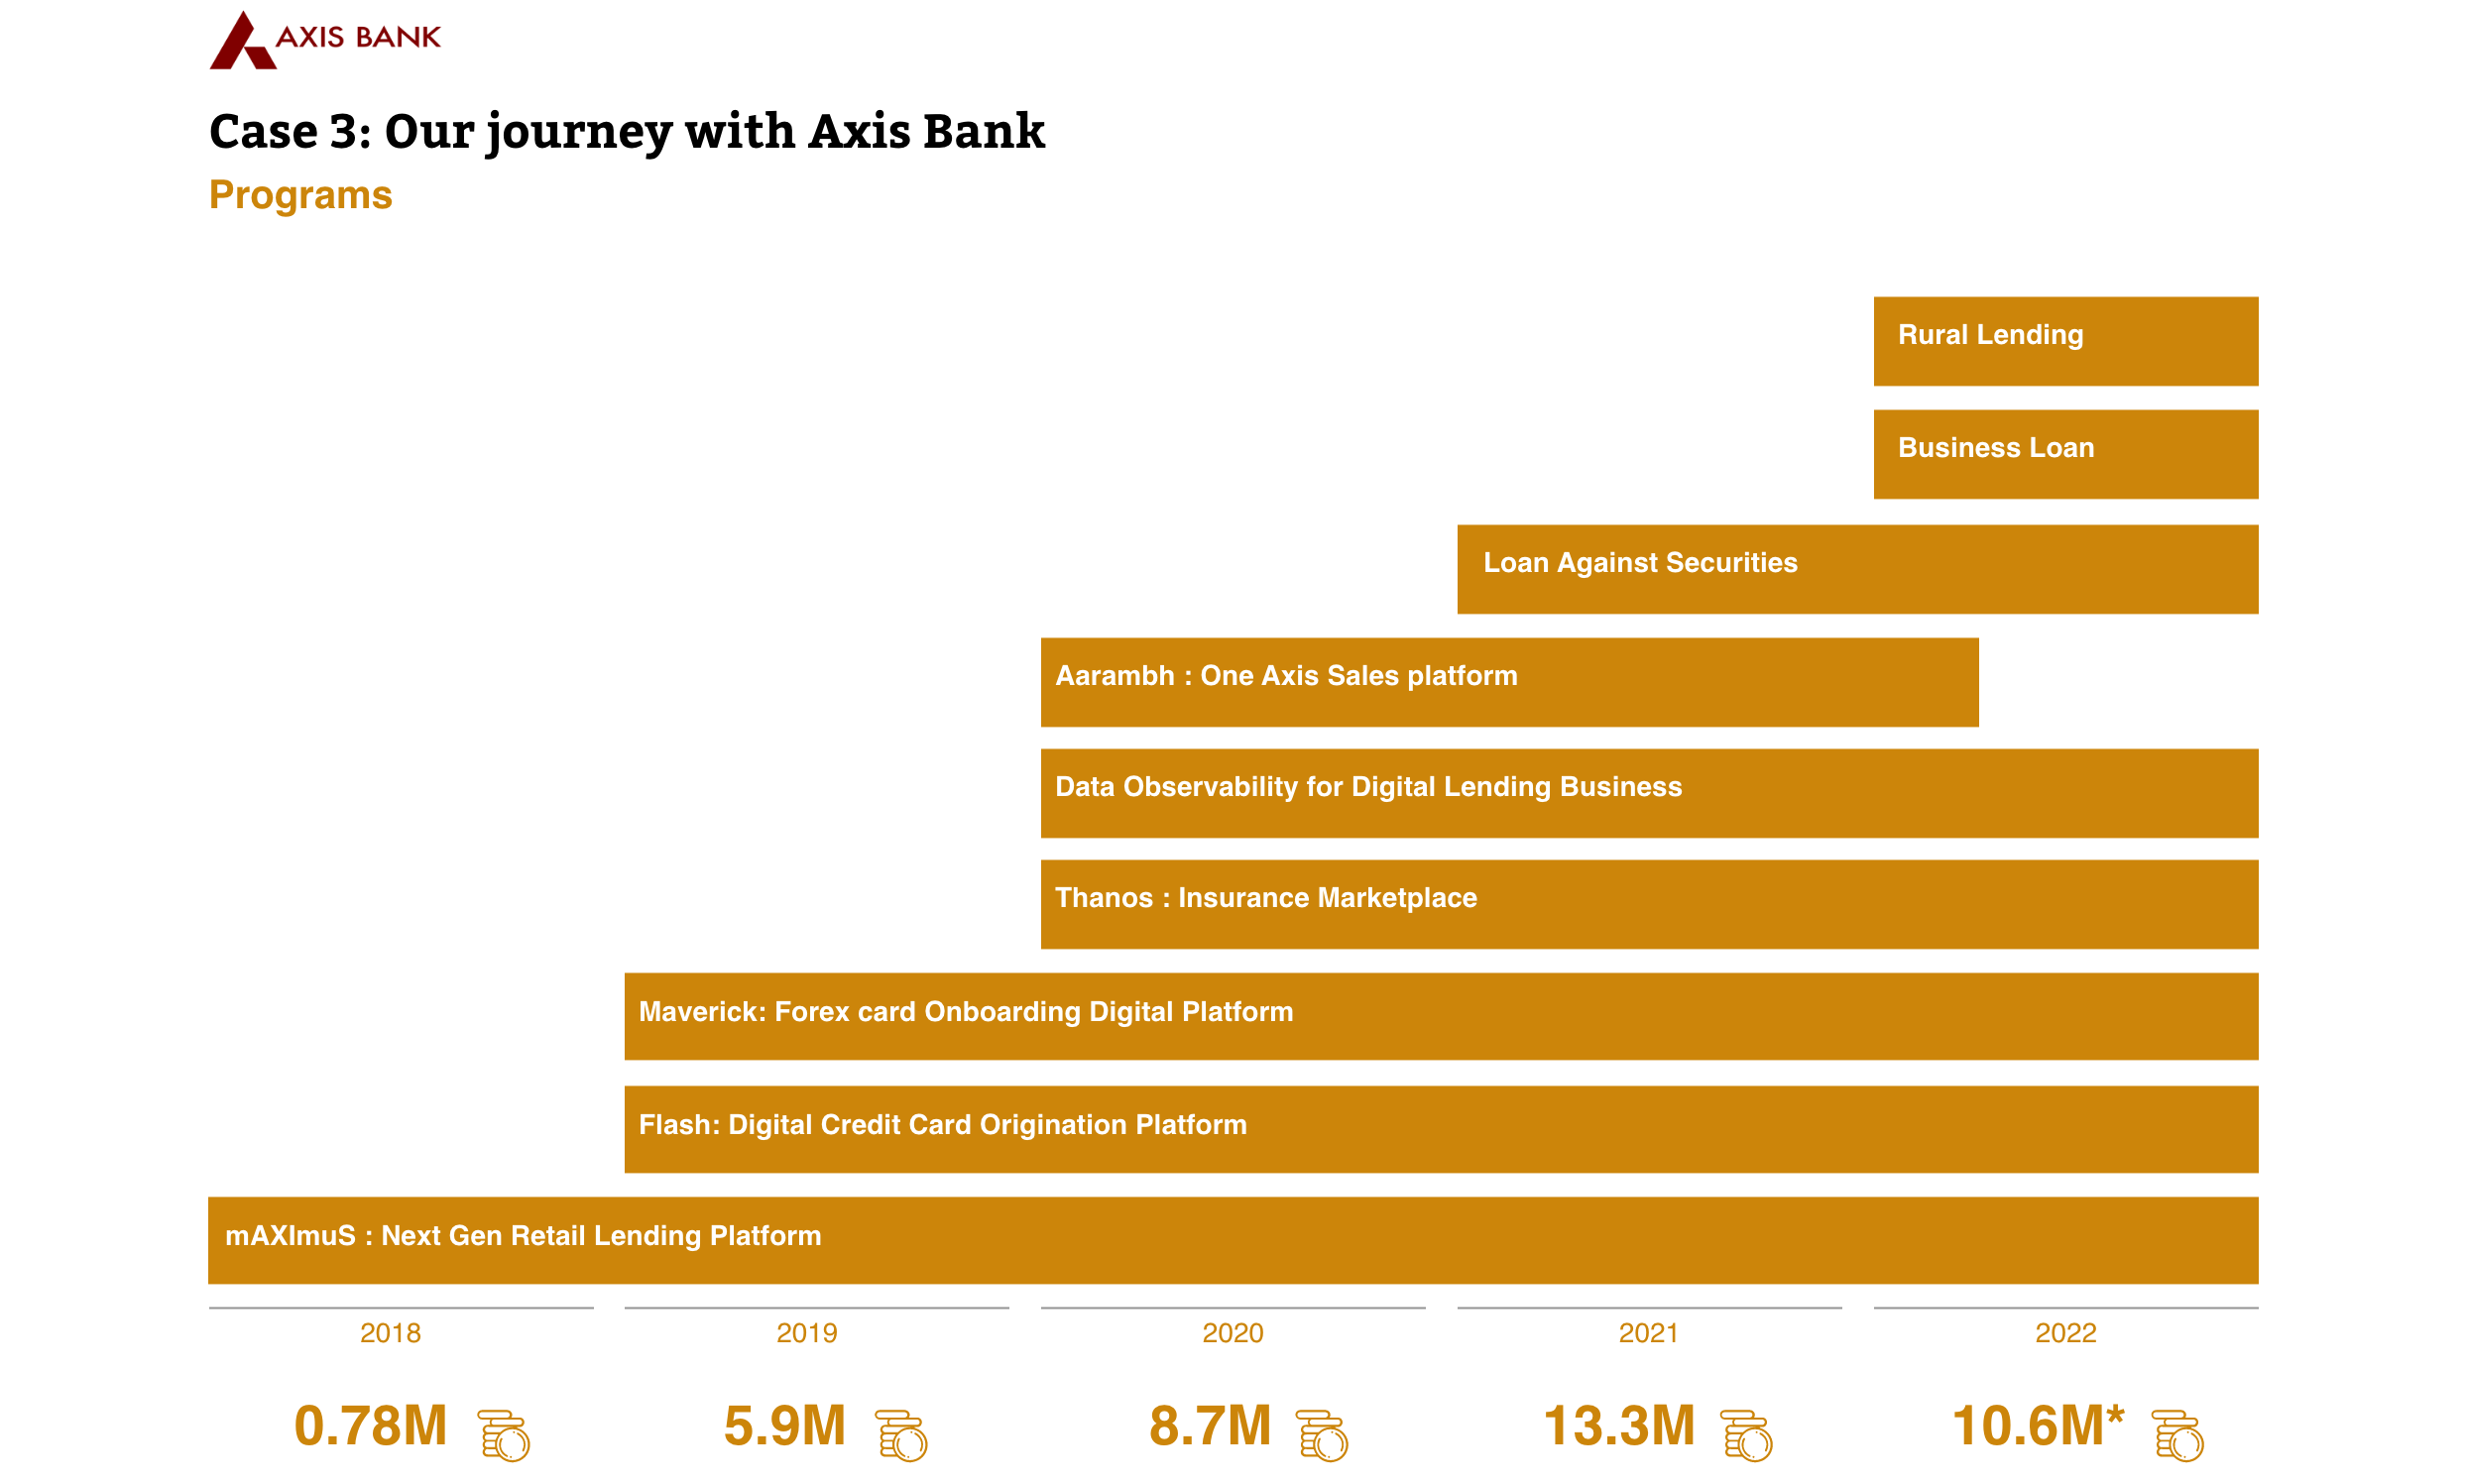 AXIS BANK
Case 3: Our journey with Axis Bank
Programs
Rural Lending
Business Loan
Loan Against Securities
Aarambh : One Axis Sales platform
Data Observability for Digital Lending Business
Thanos : Insurance Marketplace
Maverick: Forex card Onboarding Digital Platform
Flash: Digital Credit Card Origination Platform
mAXImuS : Next Gen Retail Lending Platform
2018 2019 2020 2021 2022
0.78M 5.9M 8.7M 13.3M 10.6M*